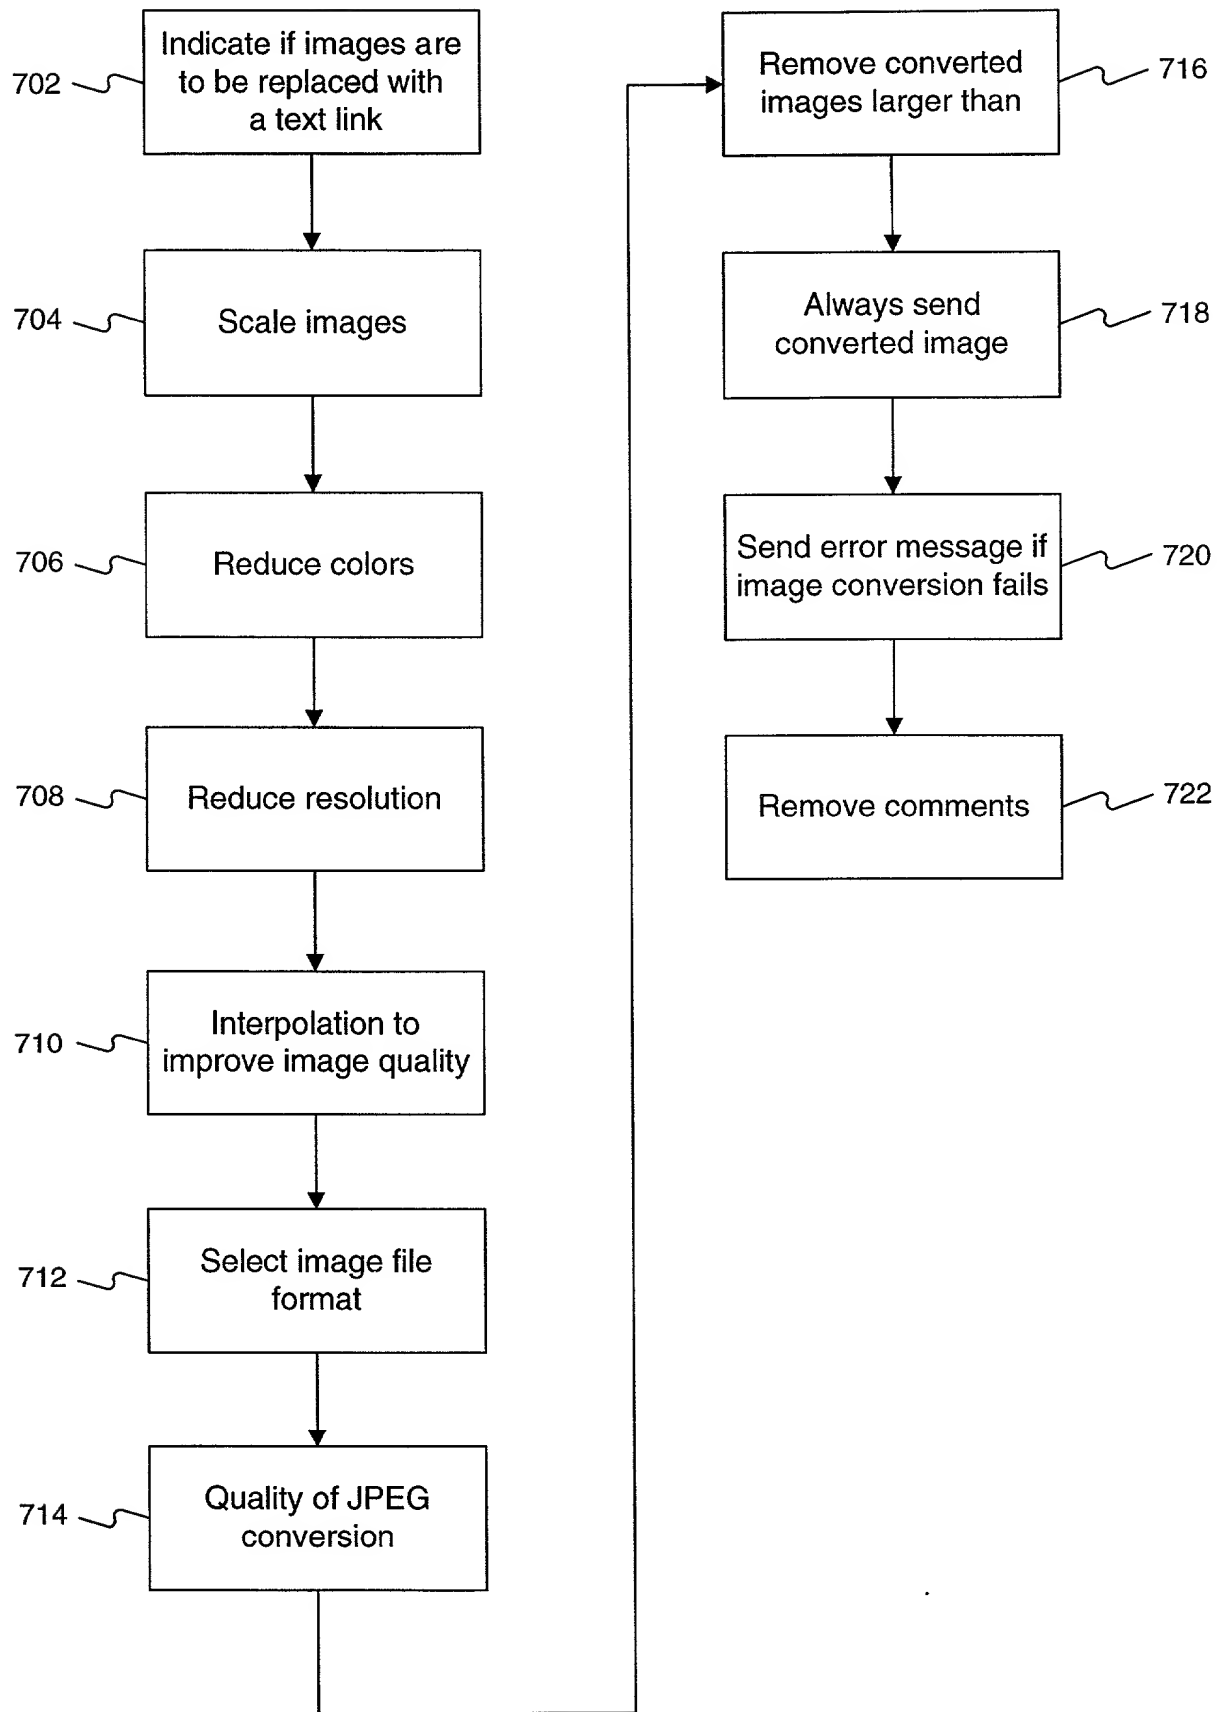 702
Indicate if images are
to be replaced with
a text link
704
Scale images
706
Reduce colors
708
Reduce resolution
710
Interpolation to
improve image quality
712
Select image file
format
714
Quality of JPEG
conversion
Remove converted
images larger than
716
Always send
converted image
718
Send error message if
image conversion fails
720
Remove comments
722